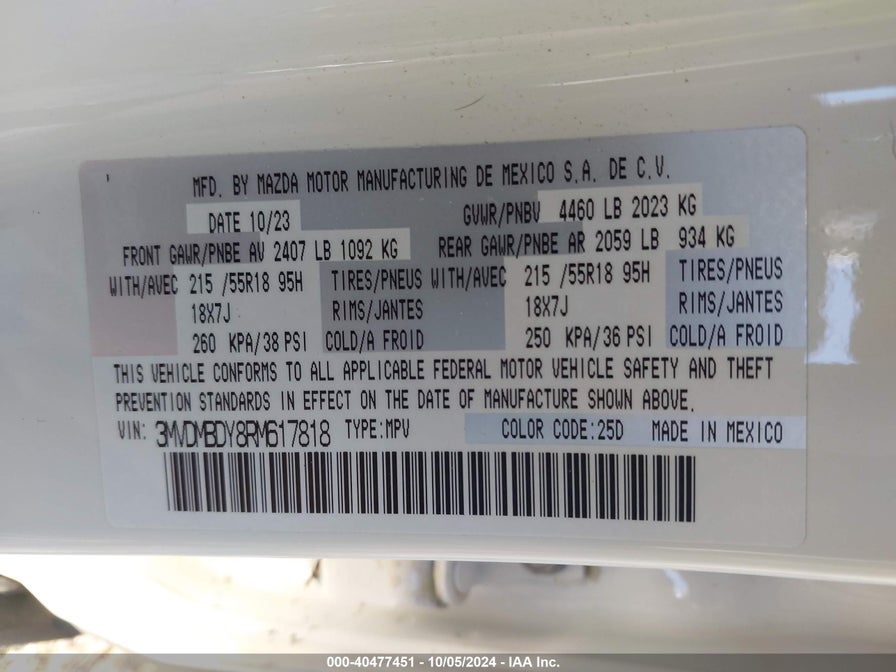 MFD. BY MAZDA MOTOR MANUFACTURING DE MEXICO S.A. DE C.V.
DATE 10/23 GVWR/PNBV 4460 LB 2023 KG
FRONT GAWR/PNBE AV 2407 LB 1092 KG REAR GAWR/PNBE AR 2059 LB 934 KG
WITH/AVEC 215 /55R18 95H TIRES/PNEUS WITH/AVEC 215 /55R18 95H TIRES/PNEUS
18X7J RIMS/JANTES 18X7J RIMS/JANTES
260 KPA/38 PSI COLD/A FROID 250 KPA/36 PSI COLD/A FROID
THIS VEHICLE CONFORMS TO ALL APPLICABLE FEDERAL MOTOR VEHICLE SAFETY AND THEFT
PREVENTION STANDARDS IN EFFECT ON THE DATE OF MANUFACTURE SHOWN ABOVE.
VIN: 3MVDMBDY8RM617818 TYPE:MPV COLOR CODE:25D MADE IN MEXICO
000-40477451 - 10/05/2024 - IAA Inc.